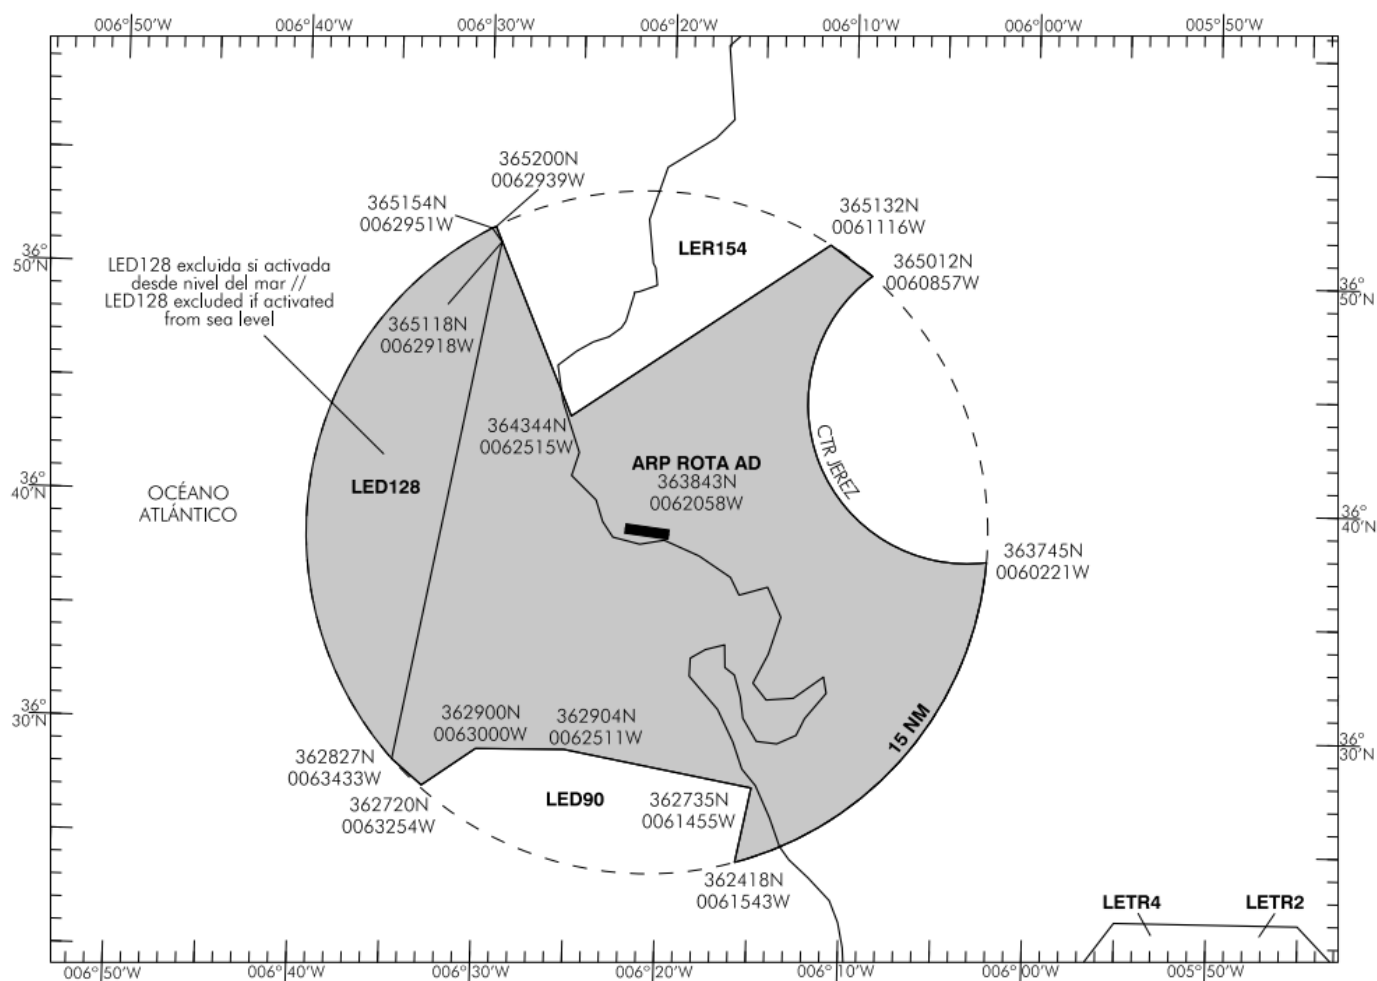 006°50'W
006°40'W
006°30'W
006°20'W
006°10'W
006°00'W
005°50'W
365200N
0062939W
365154N
0062951W
365132N
0061116W
LER154
36°
50'N
LED128 excluida si activada
desde nivel del mar //
LED128 excluded if activated
from sea level
365012N
0060857W
36°
50'N
365118N
0062918W
364344N
0062515W
CTR JEREZ
ARP ROTA AD
363843N
0062058W
36°
40'N
OCÉANO
ATLÁNTICO
LED128
36°
40'N
363745N
0060221W
36°
30'N
362900N
0063000W
362904N
0062511W
15 NM
36°
30'N
362827N
0063433W
362720N
0063254W
LED90
362735N
0061455W
362418N
0061543W
LETR4
LETR2
006°50'W
006°40'W
006°30'W
006°20'W
006°10'W
006°00'W
005°50'W